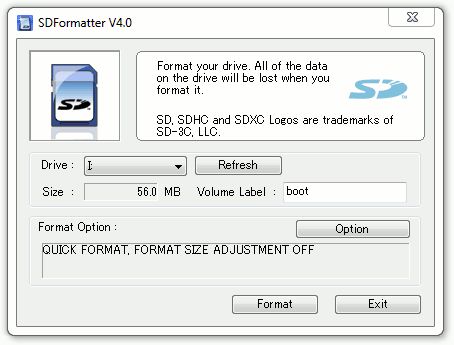 SDFormatter V4.0
SD
Format your drive. All of the data
on the drive will be lost when you
format it.
SD
SD, SDHC and SDXC Logos are trademarks of
SD-3C, LLC.
Drive : I: Refresh
Size : 56.0 MB Volume Label : boot
Format Option : Option
QUICK FORMAT, FORMAT SIZE ADJUSTMENT OFF
Format Exit